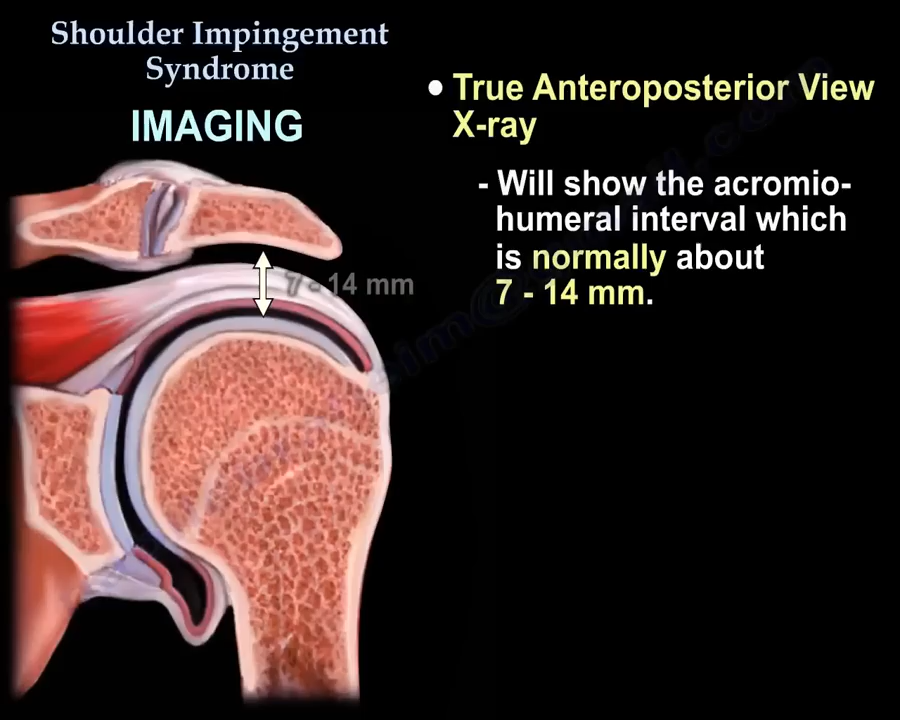 Shoulder Impingement
Syndrome
IMAGING
• True Anteroposterior View
X-ray
- Will show the acromio-
humeral interval which
is normally about
7 - 14 mm.
7 - 14 mm